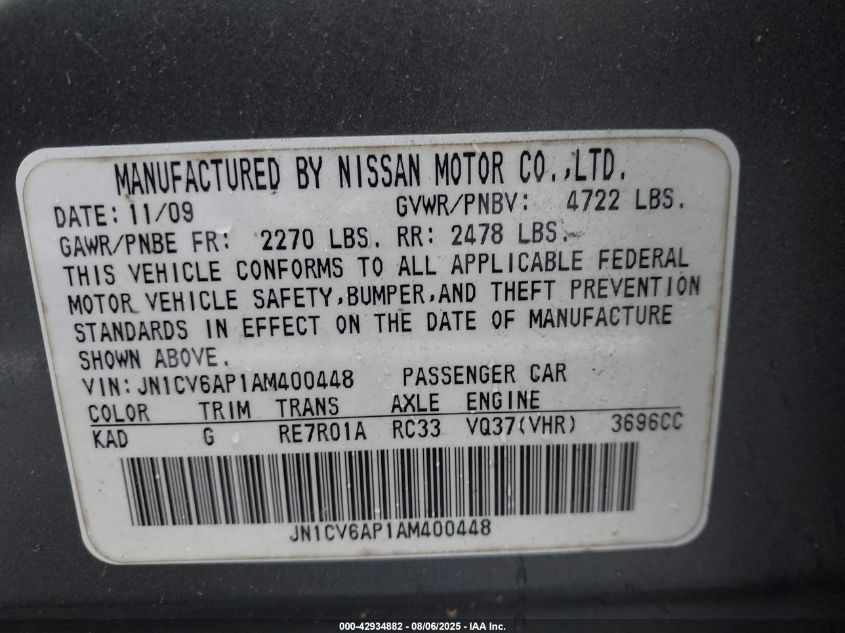 MANUFACTURED BY NISSAN MOTOR CO.,LTD.
DATE: 11/09 GVWR/PNBV: 4722 LBS.
GAWR/PNBE FR: 2270 LBS. RR: 2478 LBS.
THIS VEHICLE CONFORMS TO ALL APPLICABLE FEDERAL
MOTOR VEHICLE SAFETY,BUMPER,AND THEFT PREVENTION
STANDARDS IN EFFECT ON THE DATE OF MANUFACTURE
SHOWN ABOVE.
VIN: JN1CV6AP1AM400448 PASSENGER CAR
COLOR TRIM TRANS AXLE ENGINE
KAD G RE7R01A RC33 VQ37(VHR) 3696CC
JN1CV6AP1AM400448
000-42934882 - 08/06/2025 - IAA Inc.